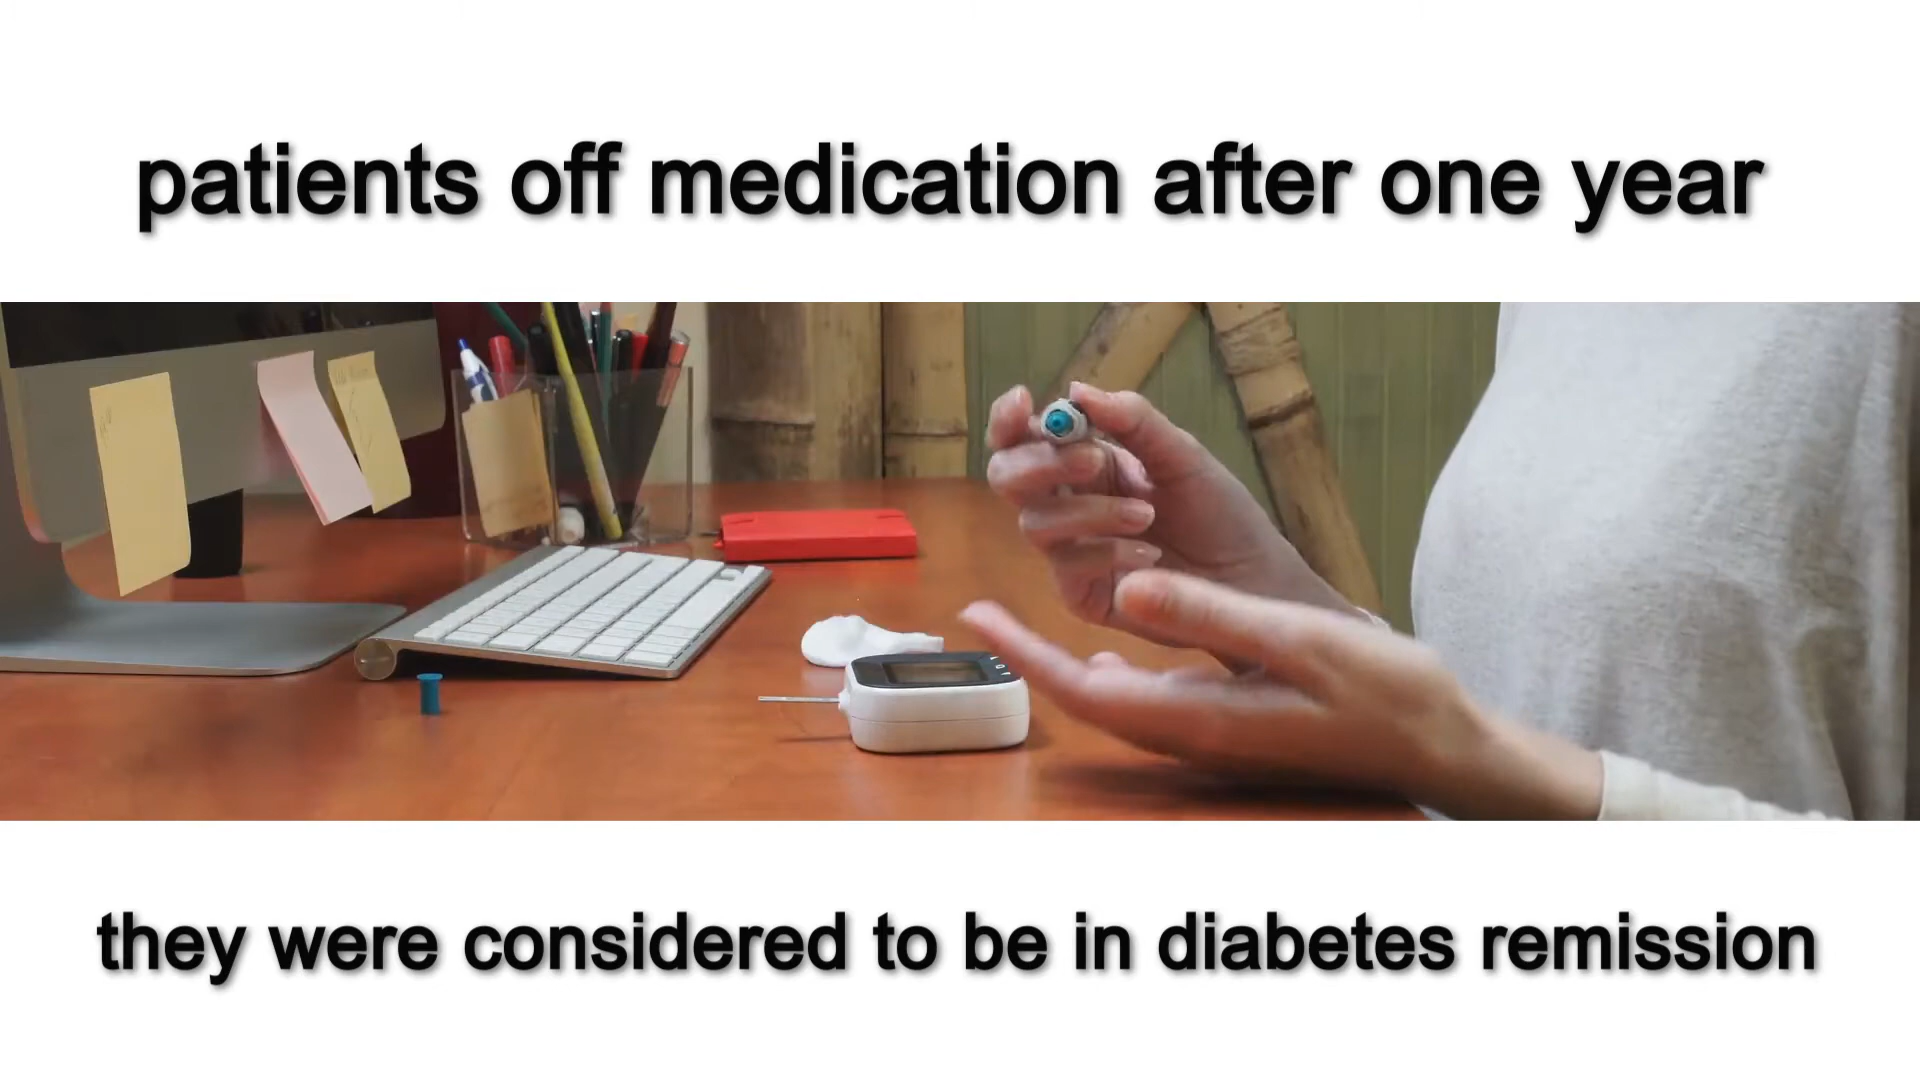 patients off medication after one year
they were considered to be in diabetes remission